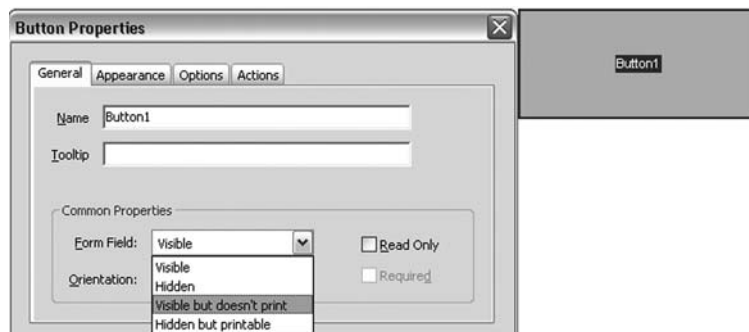 Button Properties
General Appearance Options Actions
Name Button1
Tooltip
Common Properties
Form Field: Visible
Read Only
Visible
Hidden
Orientation:
Required
Visible but doesn't print
Hidden but printable
Button1